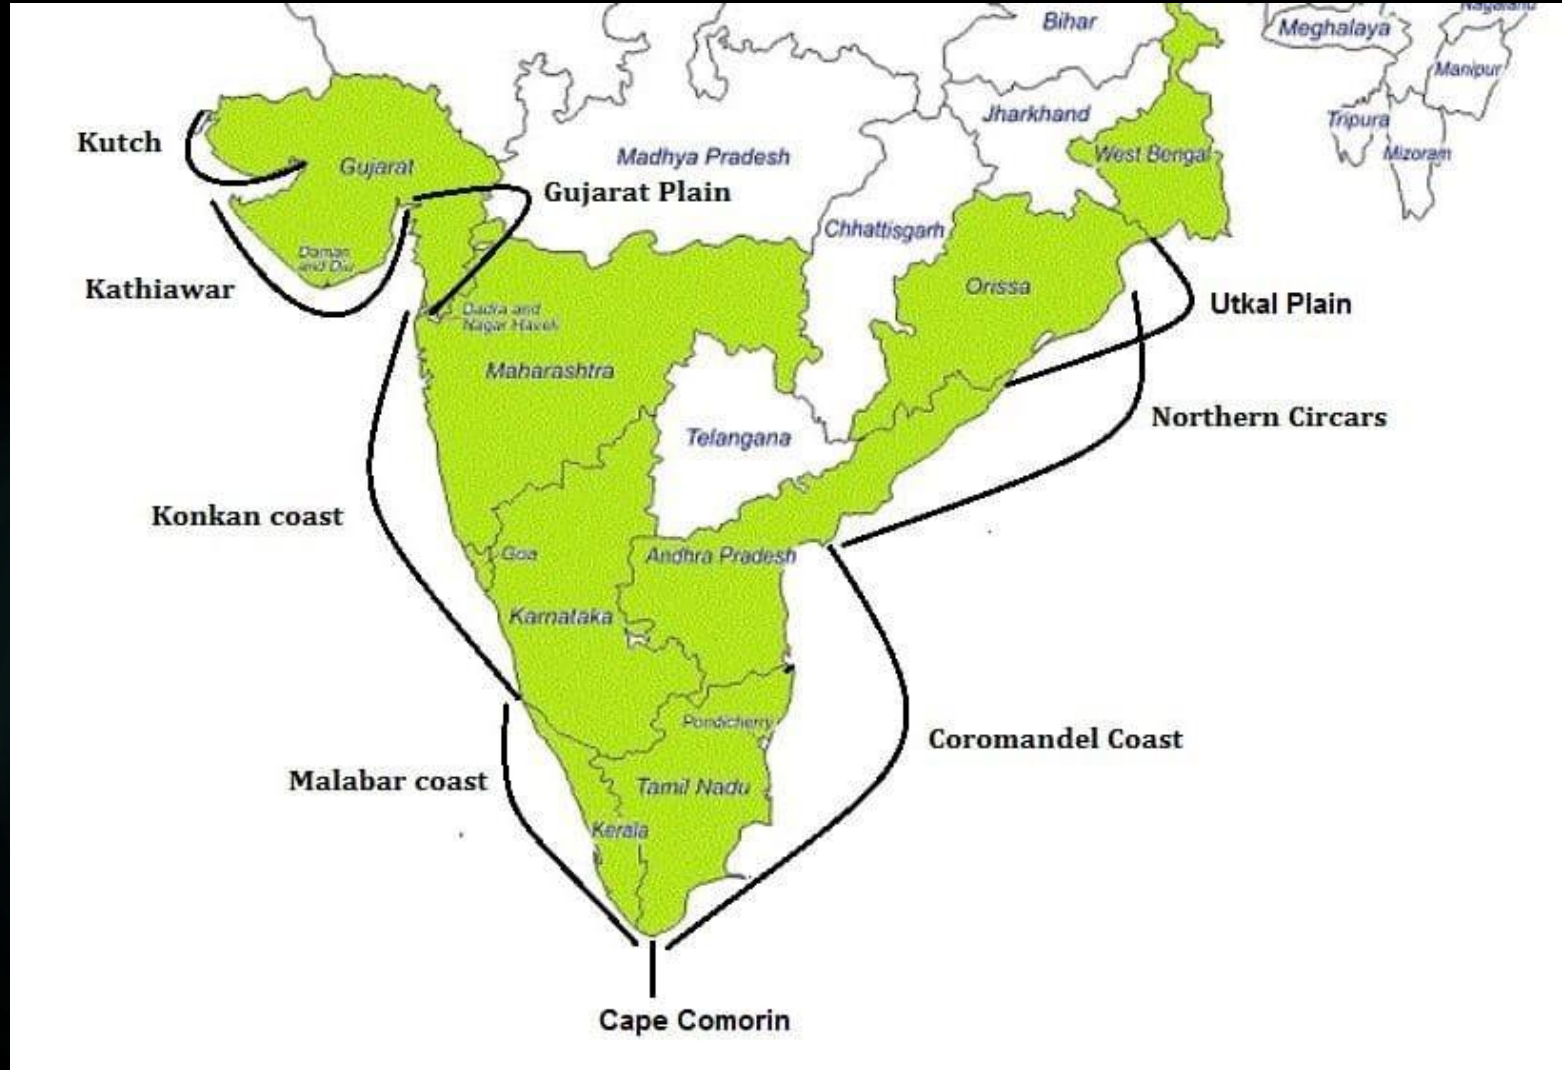 Nagaland
Bihar
Meghalaya
Manipur
Jharkhand
Tripura
Kutch
Madhya Pradesh
West Bengal
Mizoram
Gujarat
Gujarat Plain
Chhattisgarh
Daman
and Diu
Kathiawar
Orissa
Utkal Plain
Dadra and
Nagar Haveli
Maharashtra
Northern Circars
Telangana
Konkan coast
Goa
Andhra Pradesh
Karnataka
Pondicherry
Coromandel Coast
Malabar coast
Tamil Nadu
Kerala
Cape Comorin